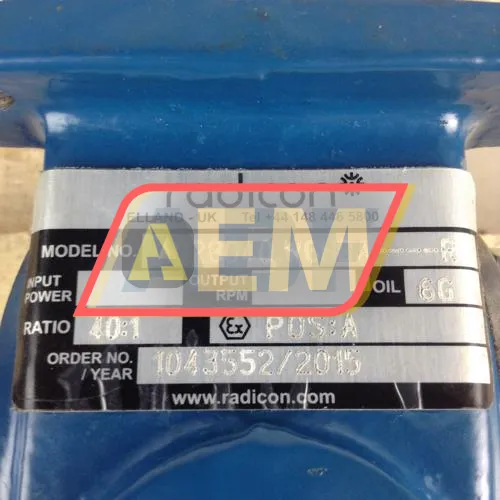 radicon
ELLAND - UK Tel +44 148 446 5800
AEM
MODEL NO.
INPUT POWER OUTPUT RPM OIL 6G
RATIO 40:1 Ex POS:A
ORDER NO. / YEAR 1043552/2015
www.radicon.com